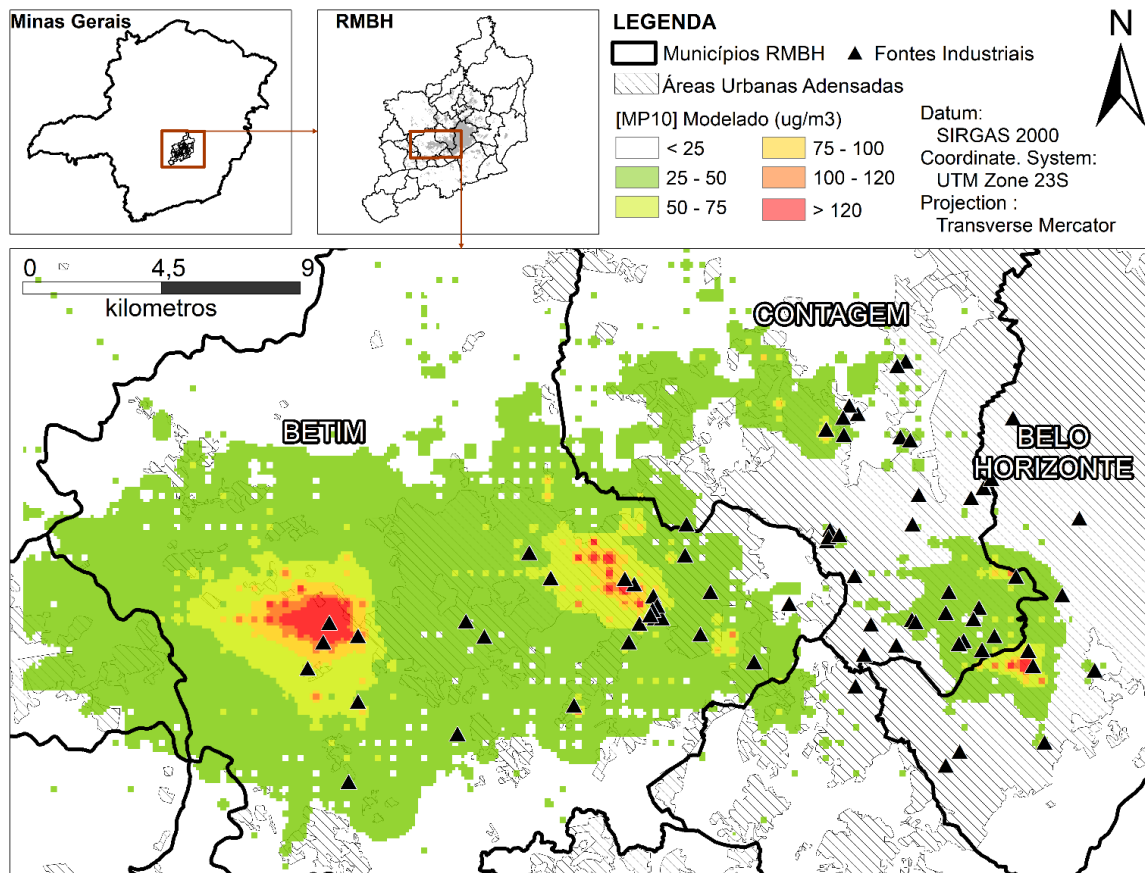 Minas Gerais
RMBH
LEGENDA
Municípios RMBH
Fontes Industriais
Áreas Urbanas Adensadas
[MP10] Modelado (ug/m3)
< 25
75 - 100
25 - 50
100 - 120
50 - 75
> 120
Datum:
SIRGAS 2000
Coordinate. System:
UTM Zone 23S
Projection :
Transverse Mercator
N
0 4,5 9
kilometros
CONTAGEM
BETIM
BELO
HORIZONTE